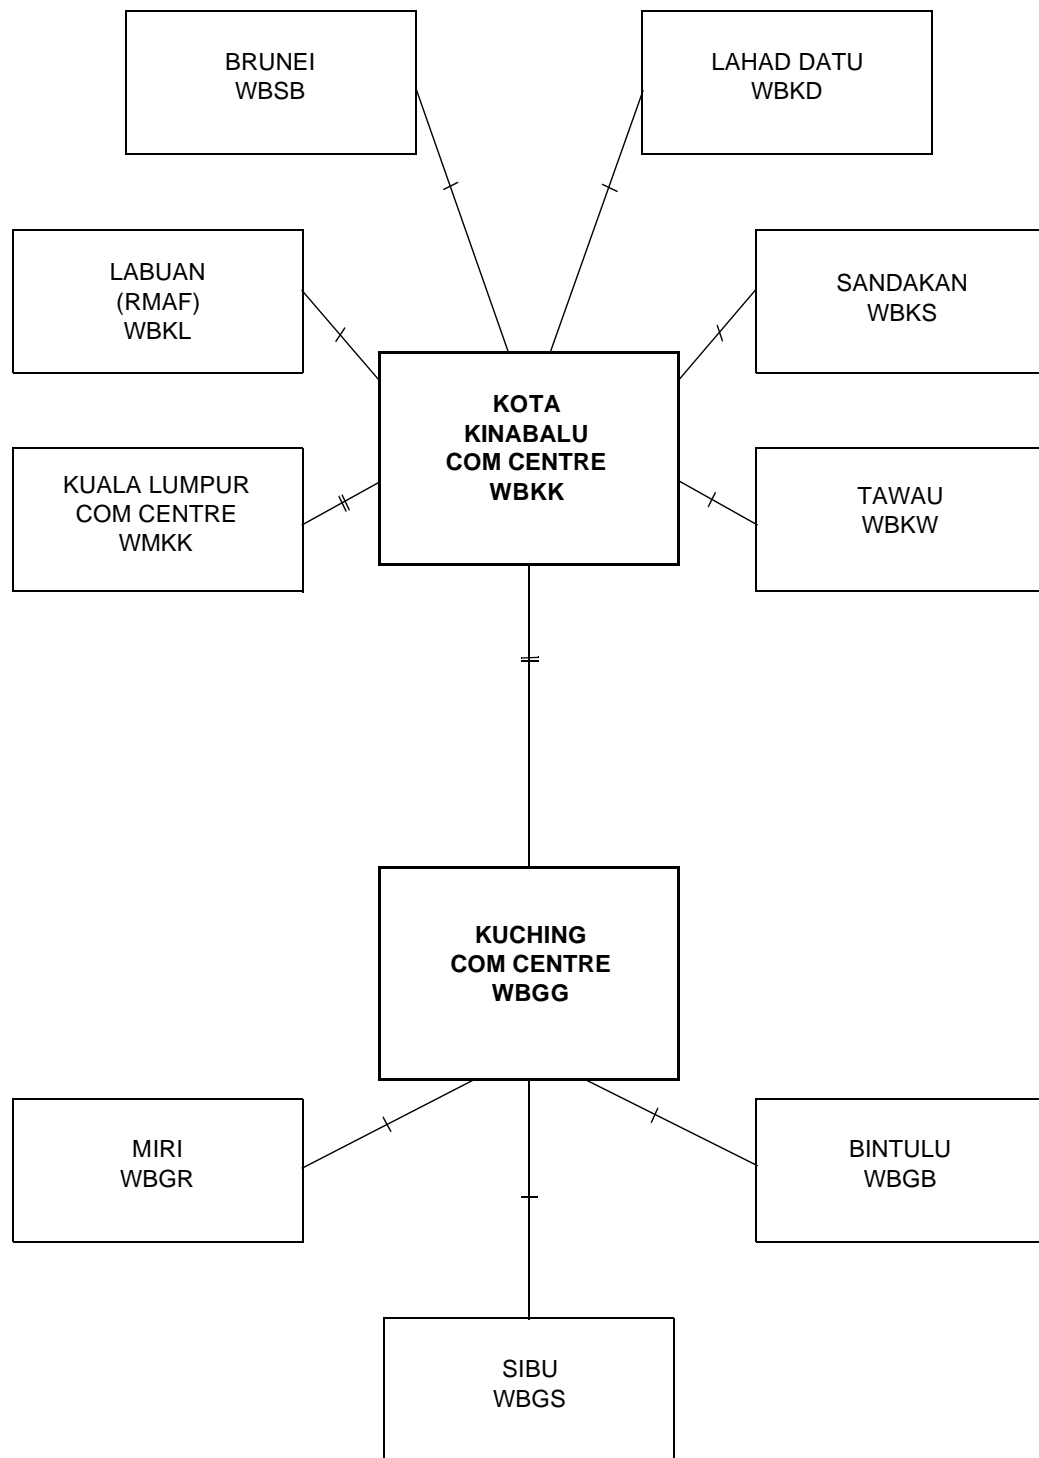 BRUNEI
WBSB
LAHAD DATU
WBKD
LABUAN
(RMAF)
WBKL
SANDAKAN
WBKS
KOTA
KINABALU
COM CENTRE
WBKK
KUALA LUMPUR
COM CENTRE
WMKK
TAWAU
WBKW
KUCHING
COM CENTRE
WBGG
MIRI
WBGR
BINTULU
WBGB
SIBU
WBGS